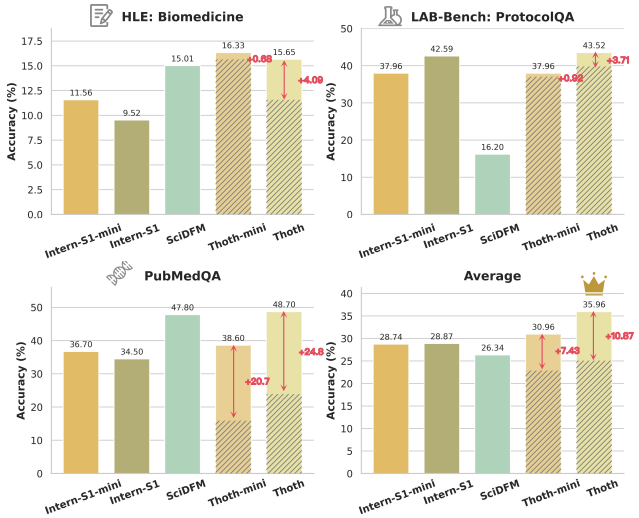 HLE: Biomedicine
Accuracy (%)
17.5
15.0
12.5
10.0
7.5
5.0
2.5
0.0
11.56
9.52
15.01
16.33
+0.68
15.65
+4.09
Intern-S1-mini
Intern-S1
SciDFM
Thoth-mini
Thoth
LAB-Bench: ProtocolQA
Accuracy (%)
50
40
30
20
10
0
37.96
42.59
16.20
37.96
+0.92
43.52
+3.71
Intern-S1-mini
Intern-S1
SciDFM
Thoth-mini
Thoth
PubMedQA
Accuracy (%)
50
40
30
20
10
0
36.70
34.50
47.80
38.60
+20.7
48.70
+24.8
Intern-S1-mini
Intern-S1
SciDFM
Thoth-mini
Thoth
Average
Accuracy (%)
40
35
30
25
20
15
10
5
0
28.74
28.87
26.34
30.96
+7.43
35.96
+10.87
Intern-S1-mini
Intern-S1
SciDFM
Thoth-mini
Thoth